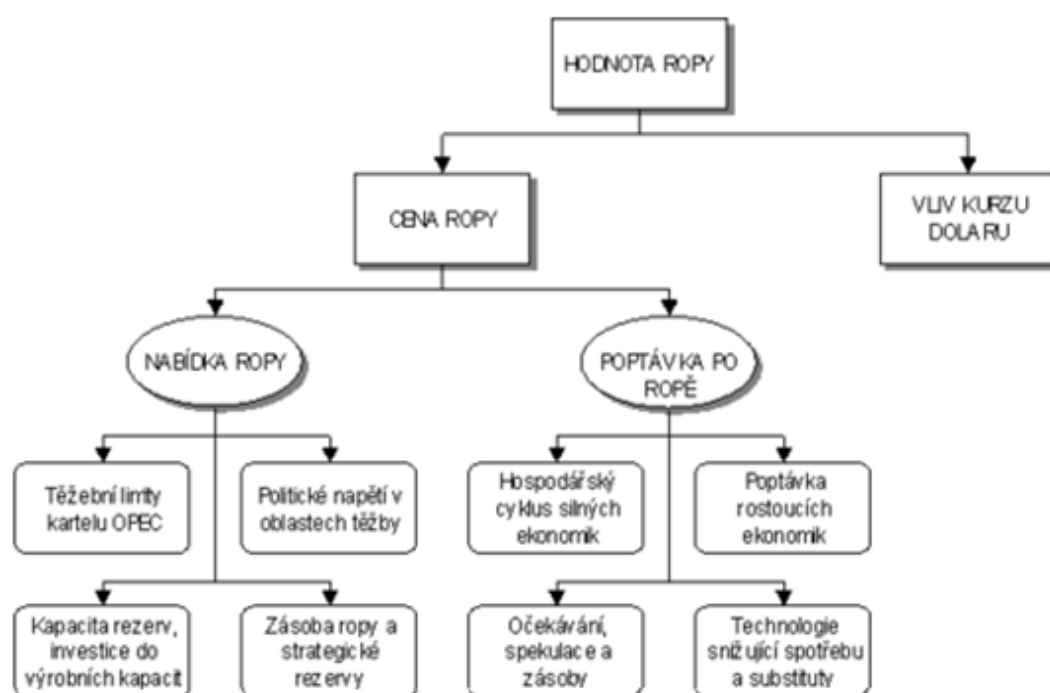 HODNOTA ROPY
CENA ROPY
VLIV KURZU
DOLARU
NABÍDKA ROPY
POPTÁVKA PO
ROPĚ
Těžební limity
kartelu OPEC
Politické napětí v
oblastech těžby
Hospodářský
cyklus silných
ekonomik
Poptávka
rostoucích
ekonomik
Kapacita rezerv,
investice do
výrobních kapacit
Zásoba ropy a
strategické
rezervy
Očekávání,
spekulace a
zásoby
Technologie
snižující spotřebu
a substituty